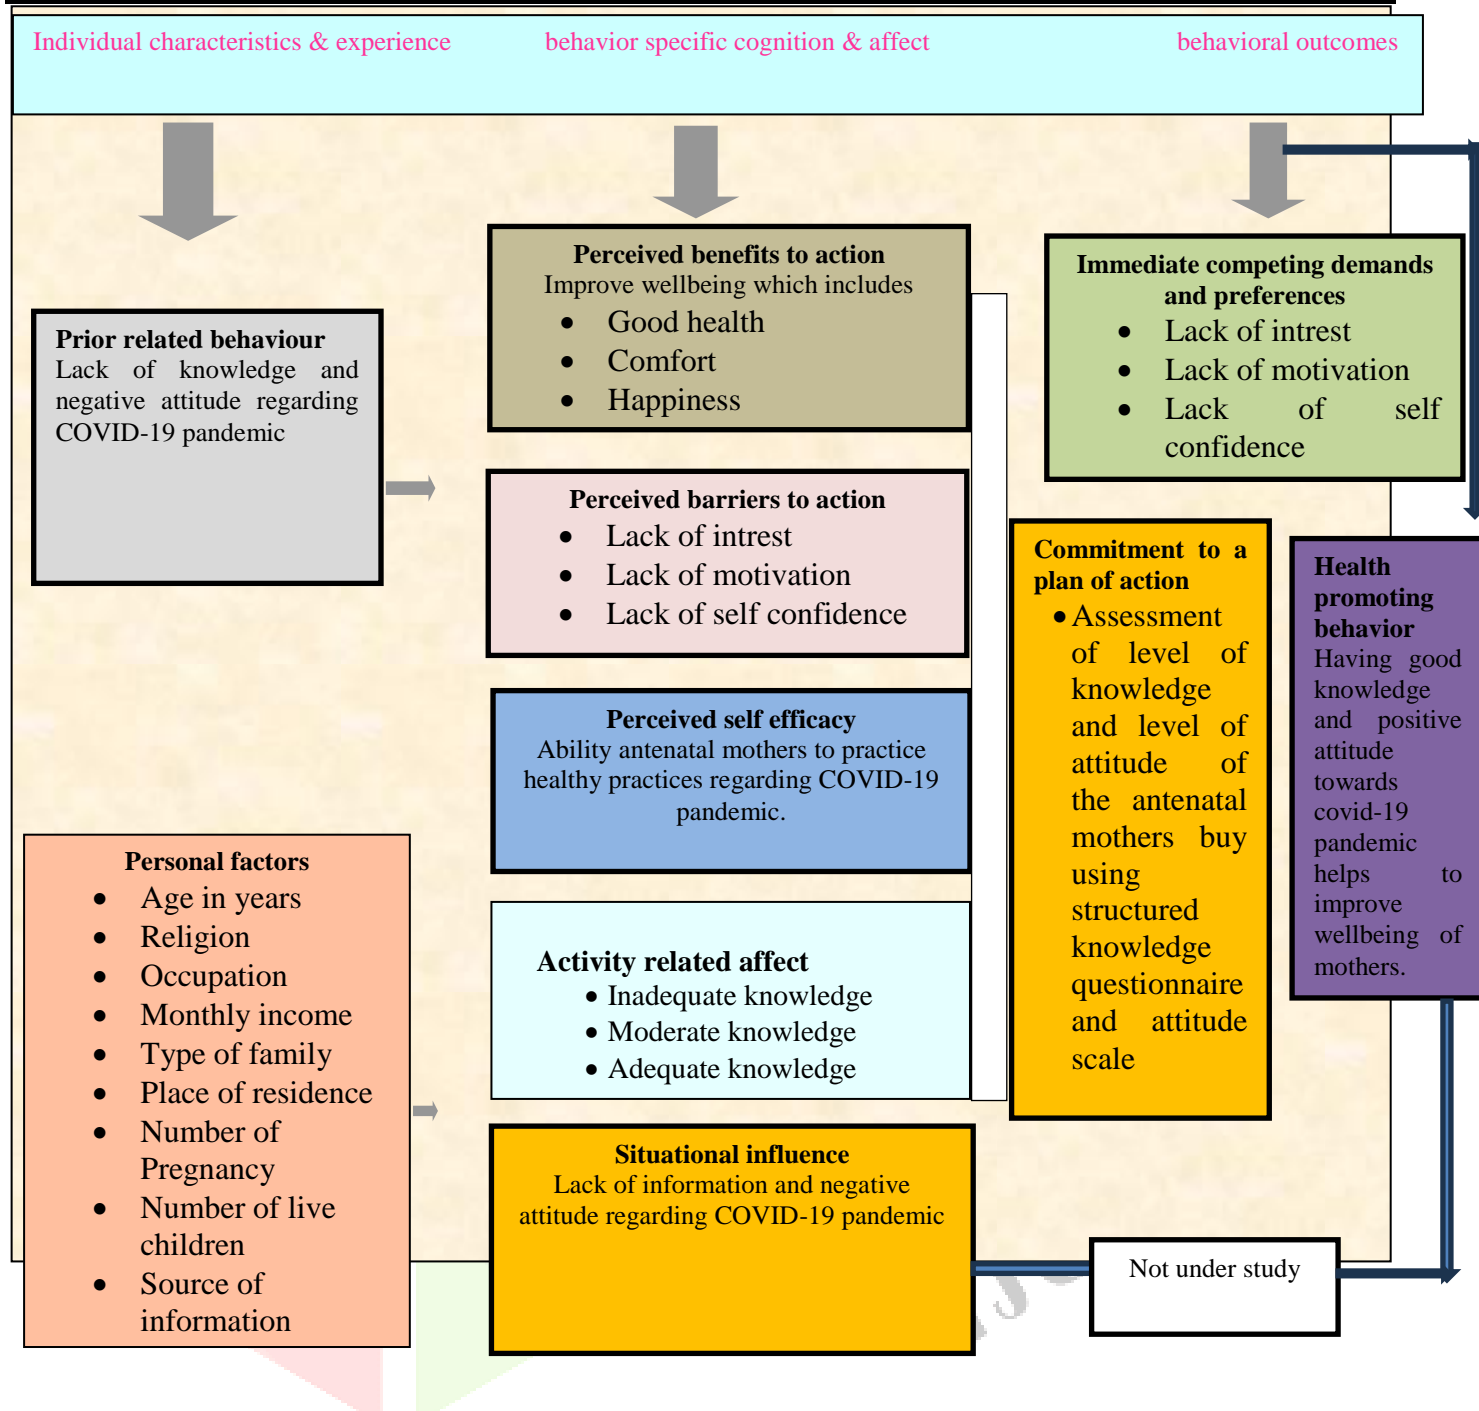 Individual characteristics & experience
behavior specific cognition & affect
behavioral outcomes
Prior related behaviour
Lack of knowledge and
negative attitude regarding
COVID-19 pandemic
Personal factors
• Age in years
• Religion
• Occupation
• Monthly income
• Type of family
• Place of residence
• Number of
Pregnancy
• Number of live
children
• Source of
information
Perceived benefits to action
Improve wellbeing which includes
• Good health
• Comfort
• Happiness
Perceived barriers to action
• Lack of intrest
• Lack of motivation
• Lack of self confidence
Perceived self efficacy
Ability antenatal mothers to practice
healthy practices regarding COVID-19
pandemic.
Activity related affect
• Inadequate knowledge
• Moderate knowledge
• Adequate knowledge
Situational influence
Lack of information and negative
attitude regarding COVID-19 pandemic
Immediate competing demands
and preferences
• Lack of intrest
• Lack of motivation
• Lack of self
confidence
Commitment to a
plan of action
• Assessment
of level of
knowledge
and level of
attitude of
the antenatal
mothers buy
using
structured
knowledge
questionnaire
and attitude
scale
Health
promoting
behavior
Having good
knowledge
and positive
attitude
towards
covid-19
pandemic
helps to
improve
wellbeing of
mothers.
Not under study